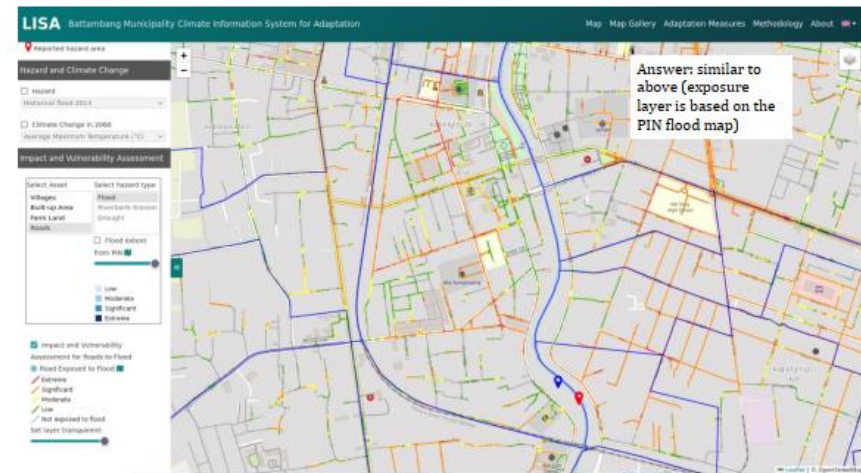 LISA Battambang Municipality Climate Information System for Adaptation
Map Map Gallery Adaptation Measures Methodology About
Reported hazard area
Hazard and Climate Change
Hazard
Historical flood 2013
Climate Change in 2060
Average Maximum Temperature (°C)
Impact and Vulnerability Assessment
Select Asset
Villages
Built-up Area
Farm Land
Roads
Select hazard type
Flood
Riverbank Erosion
Drought
Flood extent
from PIN
Low
Moderate
Significant
Extreme
Impact and Vulnerability
Assessment for Roads to Flood
Road Exposed to Flood
Extreme
Significant
Moderate
Low
Not exposed to flood
Set layer transparent:
+
−
«
Answer: similar to
above (exposure
layer is based on the
PIN flood map)
Leaflet | © OpenStreetMap